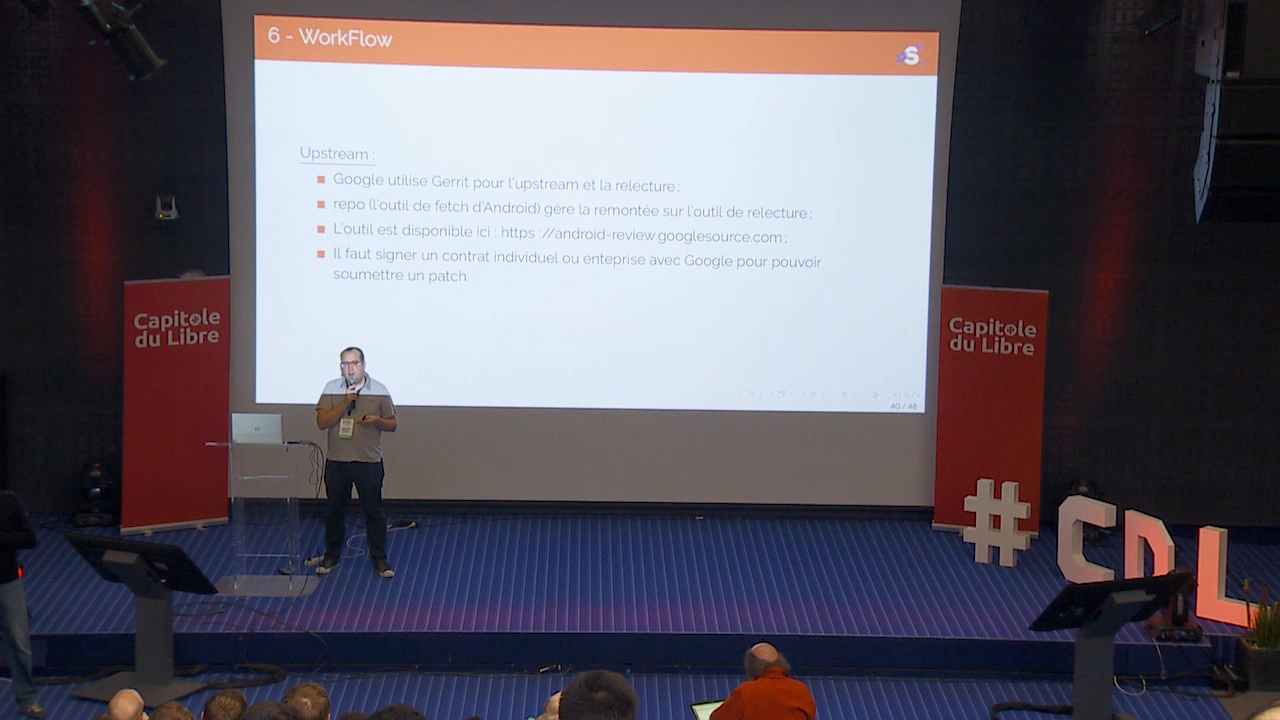 6 - WorkFlow
S
Upstream :
Google utilise Gerrit pour l'upstream et la relecture ;
repo (l'outil de fetch d'Android) gère la remontée sur l'outil de relecture ;
L'outil est disponible ici : https ://android-review.googlesource.com ;
Il faut signer un contrat individuel ou enteprise avec Google pour pouvoir
soumettre un patch.
40 / 48
Capitole
du Libre
Capitole
du Libre
#CDL